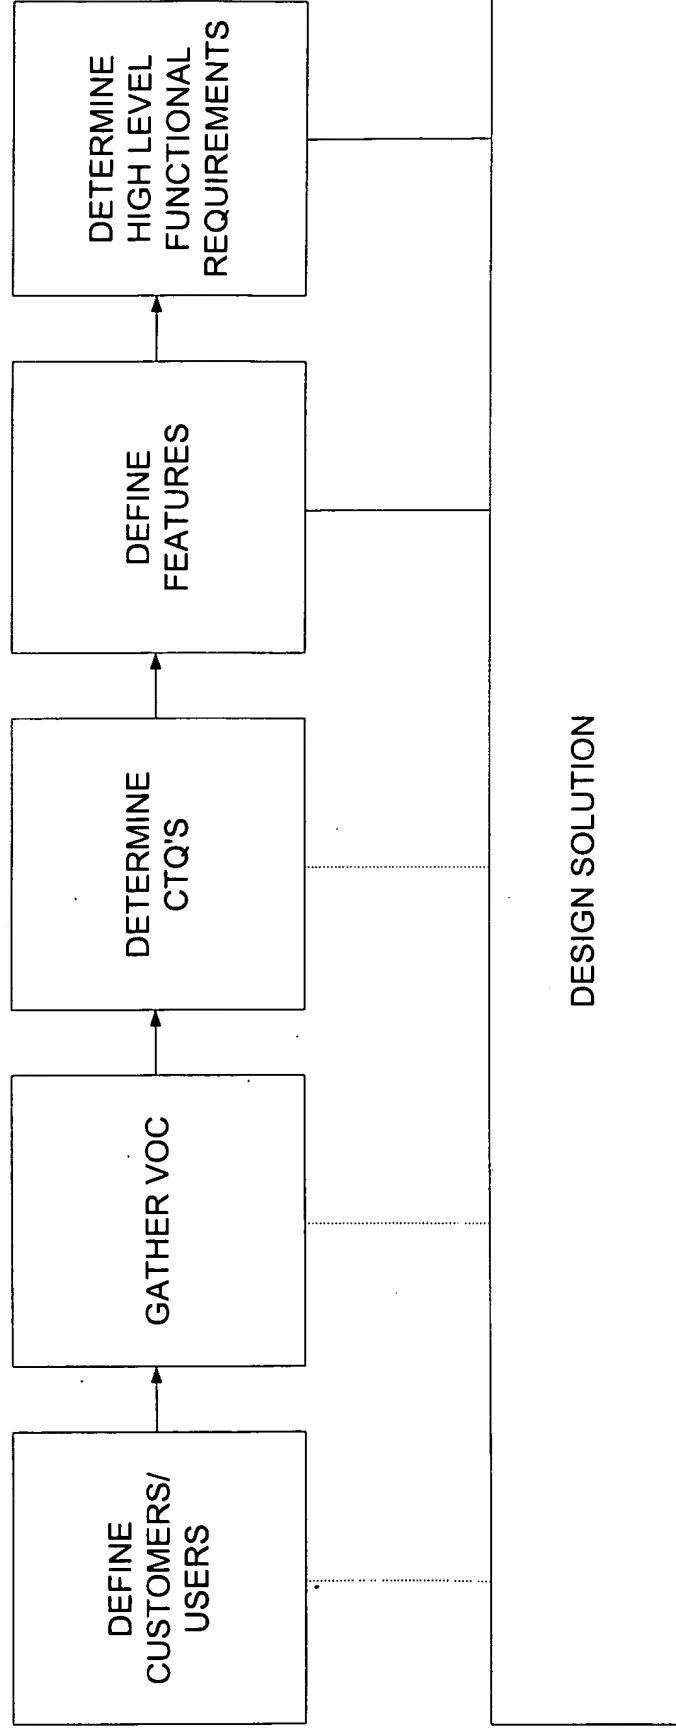 DEFINE
CUSTOMERS/
USERS
GATHER VOC
DETERMINE
CTQ'S
DEFINE
FEATURES
DETERMINE
HIGH LEVEL
FUNCTIONAL
REQUIREMENTS
DESIGN SOLUTION